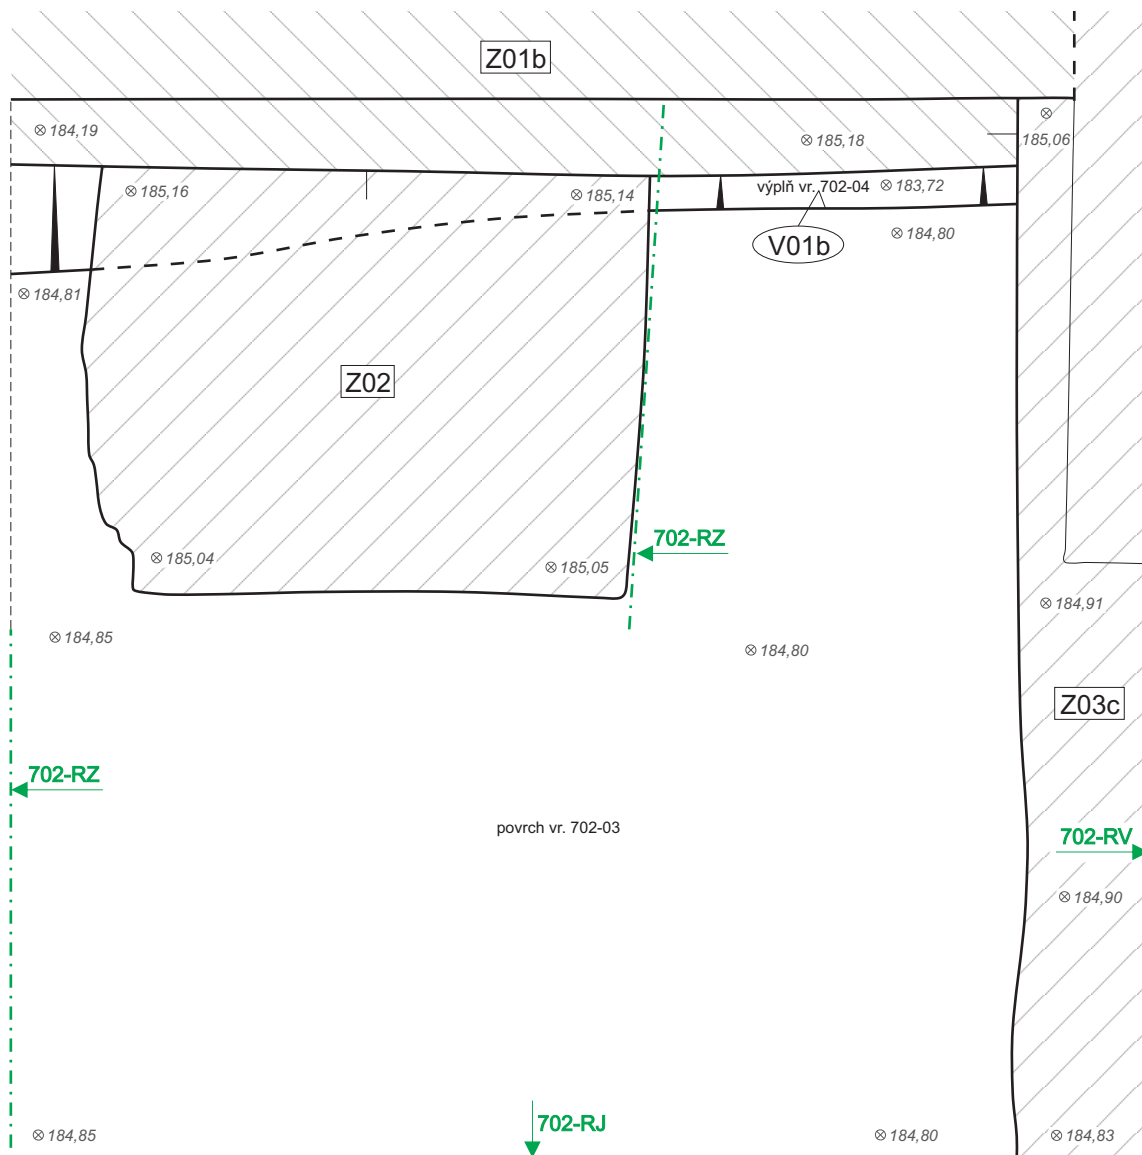 Z01b
184,19
185,18
185,06
185,16
185,14
výplň vr. 702-04
183,72
V01b
184,80
184,81
Z02
702-RZ
185,04
185,05
184,91
184,85
184,80
Z03c
702-RZ
povrch vr. 702-03
702-RV
184,90
702-RJ
184,85
184,80
184,83